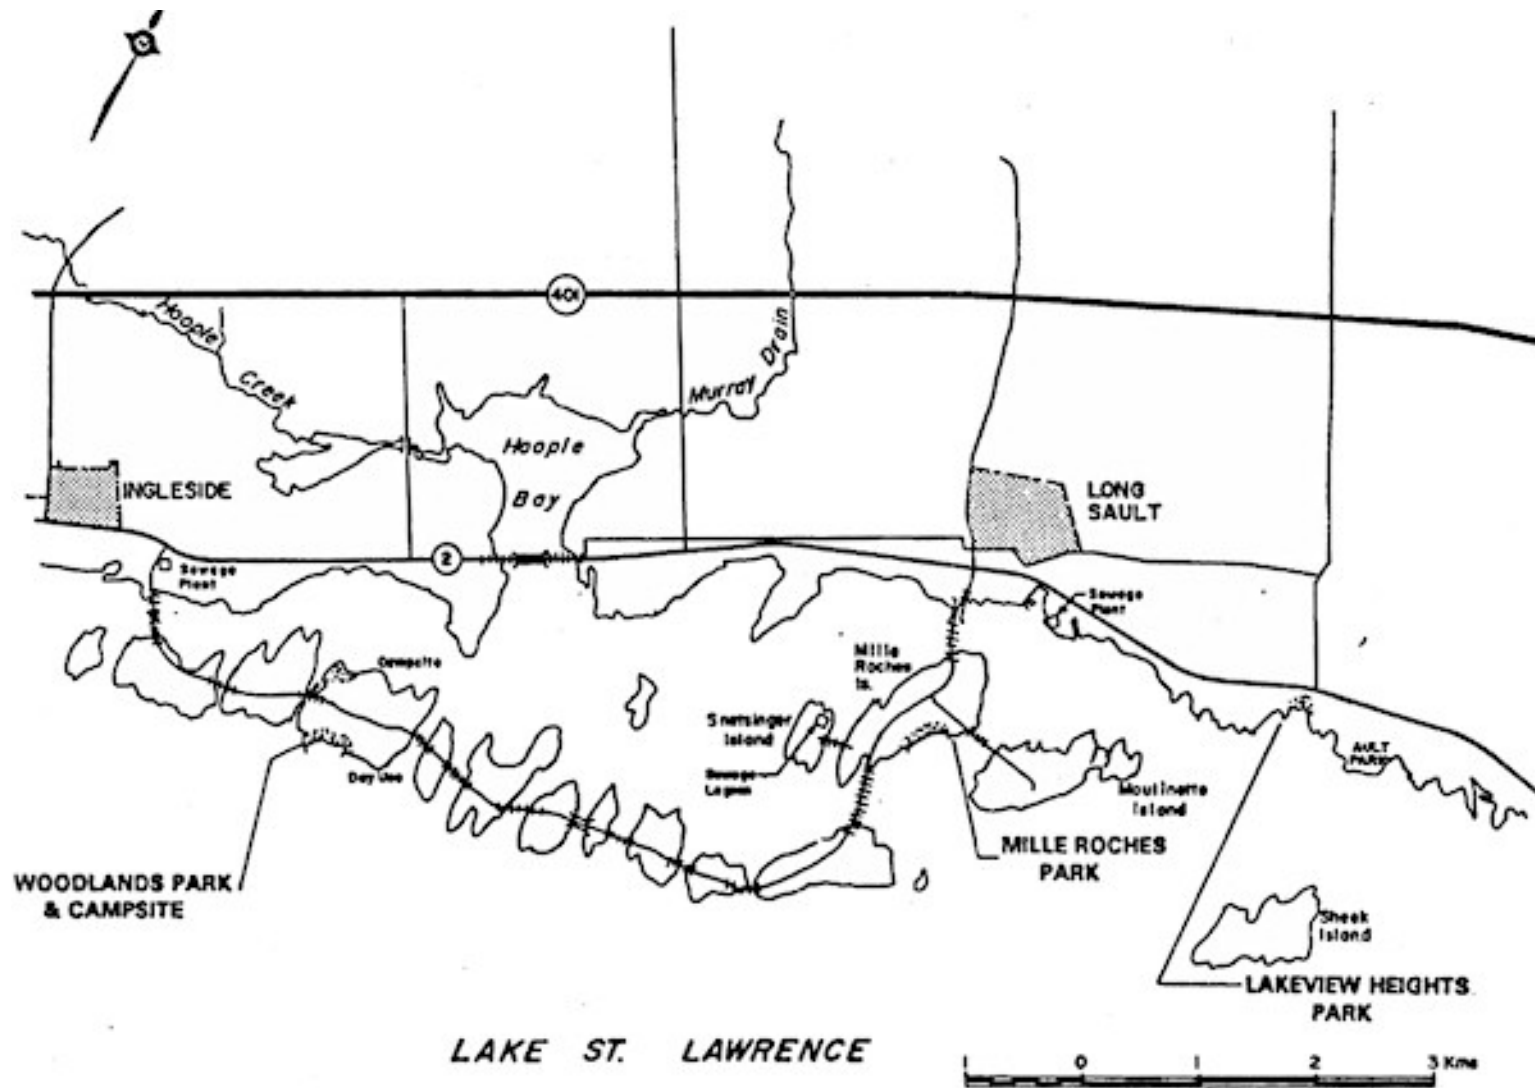 401
Hoople
Creek
Murray
Drain
Hoople
Bay
INGLESIDE
LONG
SAULT
2
Sewage
Plant
Sewage
Plant
Campsite
Mille
Roches
Is.
Snetsinger
Island
Day Use
Sewage
Lagoon
AULT
PARK
Moulinette
Island
MILLE ROCHES
PARK
WOODLANDS PARK
& CAMPSITE
Sheek
Island
LAKEVIEW HEIGHTS
PARK
LAKE ST. LAWRENCE
1 0 1 2 3 Kms